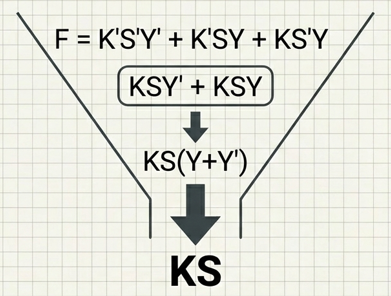 F = K'S'Y' + K'SY + KS'Y
KSY' + KSY
KS(Y+Y')
KS